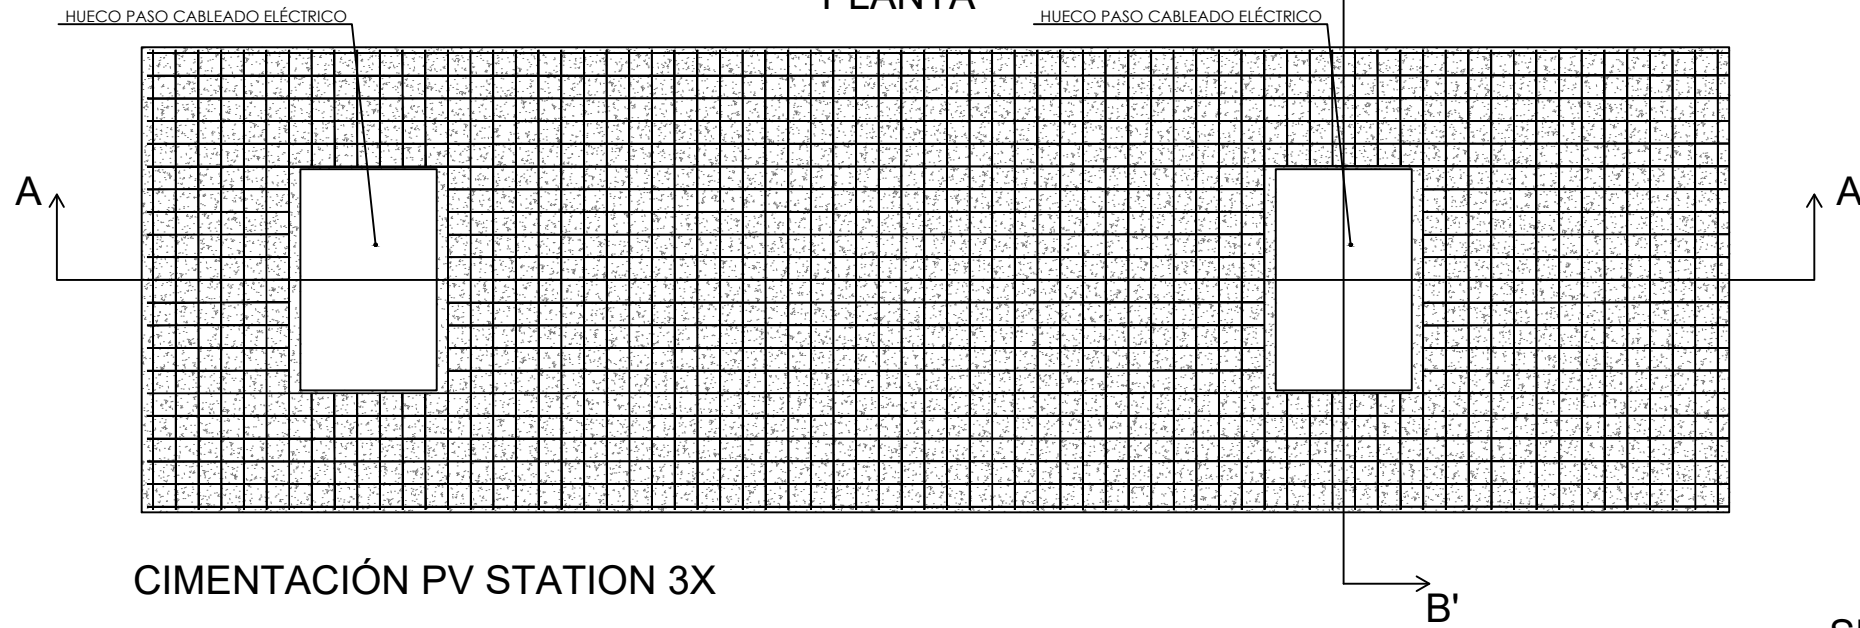 PLANTA
HUECO PASO CABLEADO ELÉCTRICO
HUECO PASO CABLEADO ELÉCTRICO
A
A
CIMENTACIÓN PV STATION 3X
B'